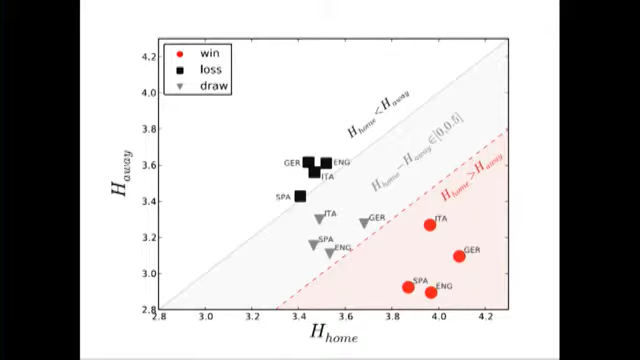 4.2
4.0
3.8
3.6
3.4
3.2
3.0
2.8
H_away
win
loss
draw
H_home < H_away
H_home − H_away ∈ [0,0.5]
H_home > H_away
GER
ENG
ITA
SPA
ITA
GER
SPA
ENG
ITA
GER
SPA
ENG
2.8 3.0 3.2 3.4 3.6 3.8 4.0 4.2
H_home